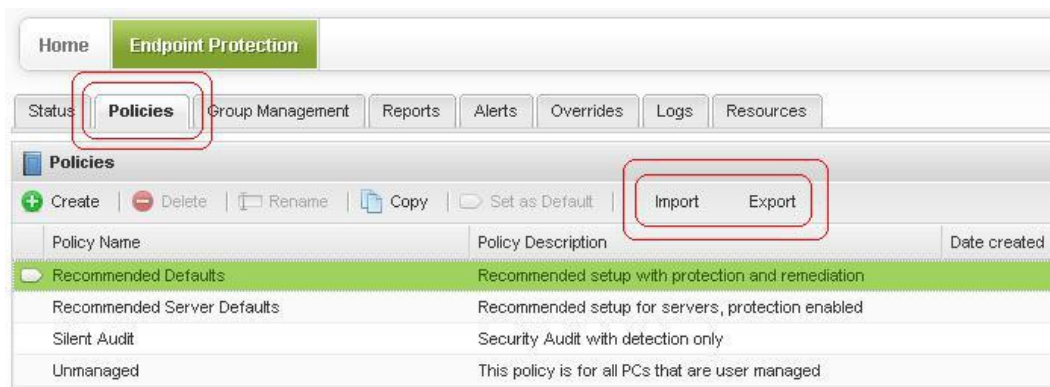 Home Endpoint Protection
Status Policies Group Management Reports Alerts Overrides Logs Resources
Policies
Create Delete Rename Copy Set as Default Import Export
Policy Name Policy Description Date created
Recommended Defaults Recommended setup with protection and remediation
Recommended Server Defaults Recommended setup for servers, protection enabled
Silent Audit Security Audit with detection only
Unmanaged This policy is for all PCs that are user managed